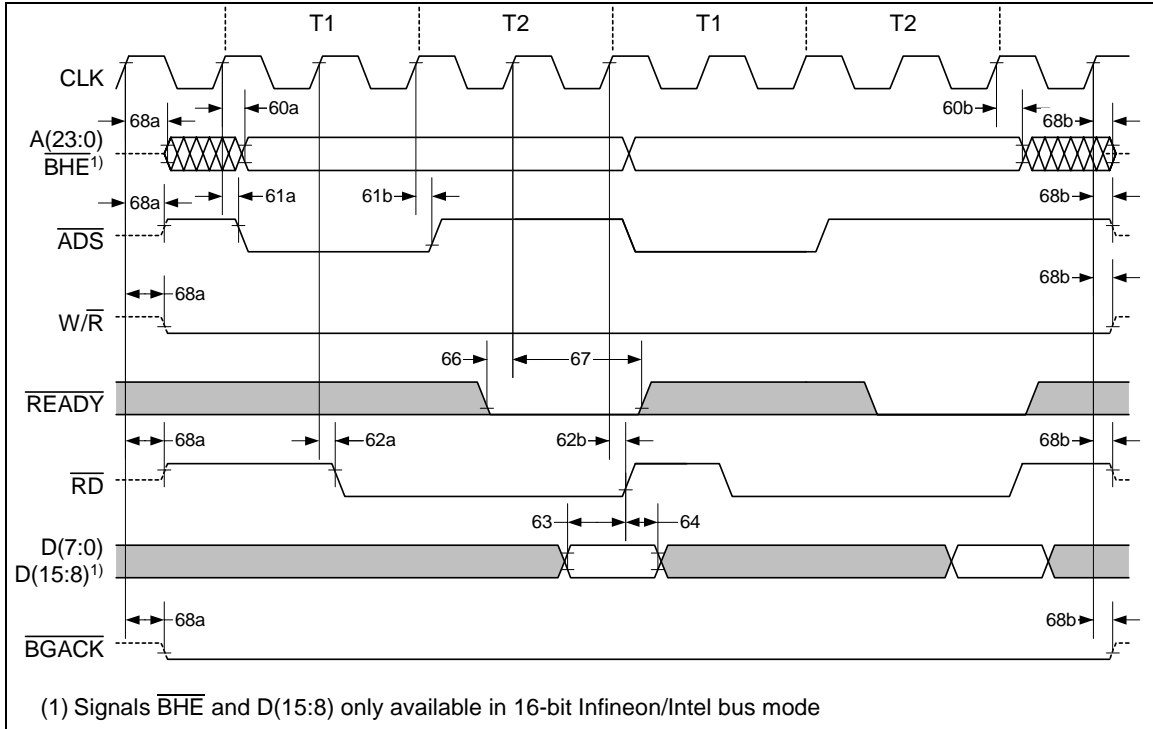 T1 T2 T1 T2
CLK
60a 60b
68a 68b
A(23:0)
BHE1)
61a 61b
68a 68b
ADS
68a 68b
W/R
66 67
READY
68a 62a 62b 68b
RD
63 64
D(7:0)
D(15:8)1)
68a 68b
BGACK
(1) Signals BHE and D(15:8) only available in 16-bit Infineon/Intel bus mode